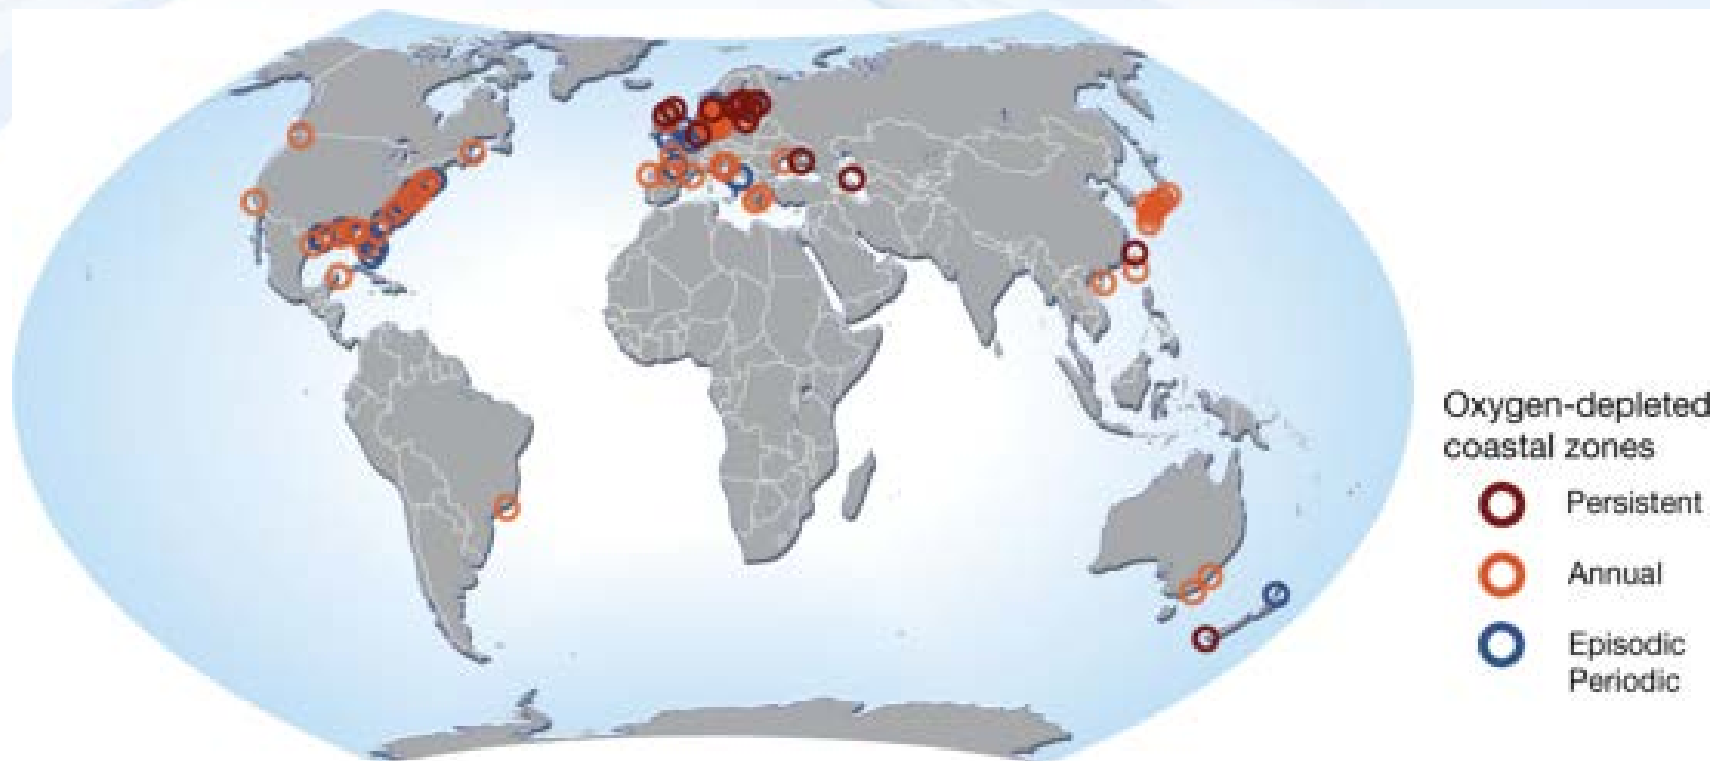 Oxygen-depleted
coastal zones
Persistent
Annual
Episodic
Periodic